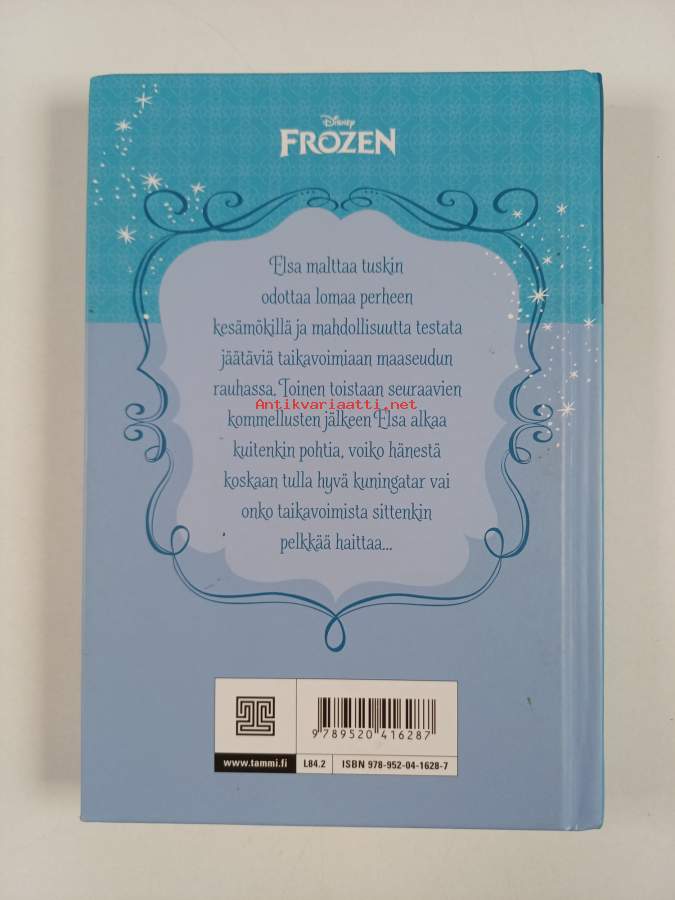 Disney
FROZEN
Elsa malttaa tuskin
odottaa lomaa perheen
kesämökillä ja mahdollisuutta testata
jäätäviä taikavoimiaan maaseudun
rauhassa. Toinen toistaan seuraavien
Antikvariaatti.net
kommellusten jälkeen Elsa alkaa
kuitenkin pohtia, voiko hänestä
koskaan tulla hyvä kuningatar vai
onko taikavoimista sittenkin
pelkkää haittaa...
9 789520 416287
www.tammi.fi L84.2 ISBN 978-952-04-1628-7